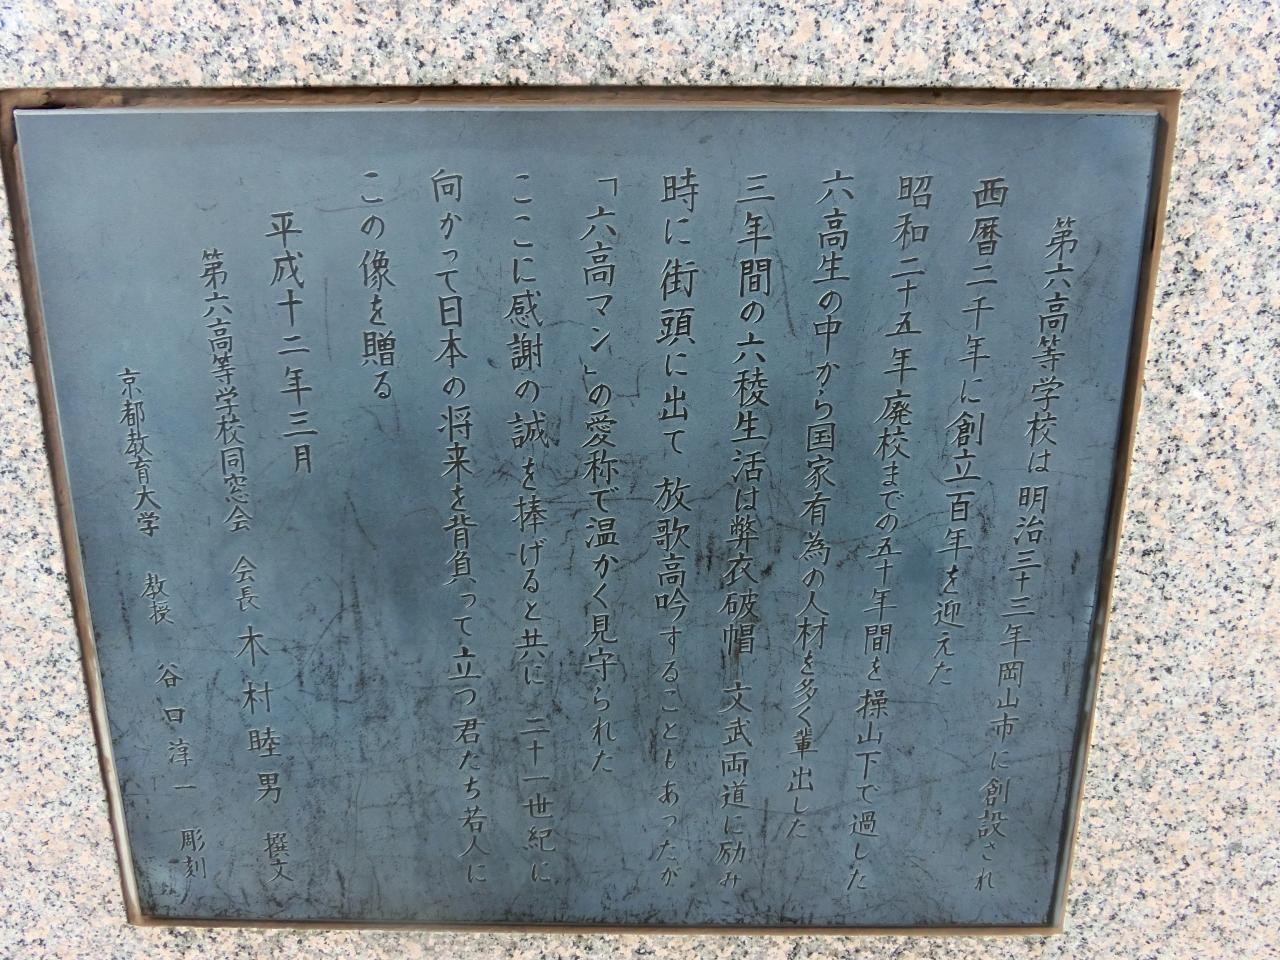 第六高等学校は 明治三十三年岡山市に創設され
西暦二千年に創立百年を迎えた
昭和二十五年廃校までの五十年間を操山下で過した
六高生の中から国家有為の人材を多く輩出した
三年間の六稜生活は弊衣破帽 文武両道に励み
時に街頭に出て 放歌高吟することもあったが
「六高マン」の愛称で温かく見守られた
ここに感謝の誠を捧げると共に 二十一世紀に
向かって日本の将来を背負って立つ君たち若人に
この像を贈る
平成十二年三月
第六高等学校同窓会 会長 木村睦男 撰文
京都教育大学 教授 谷口淳一 彫刻